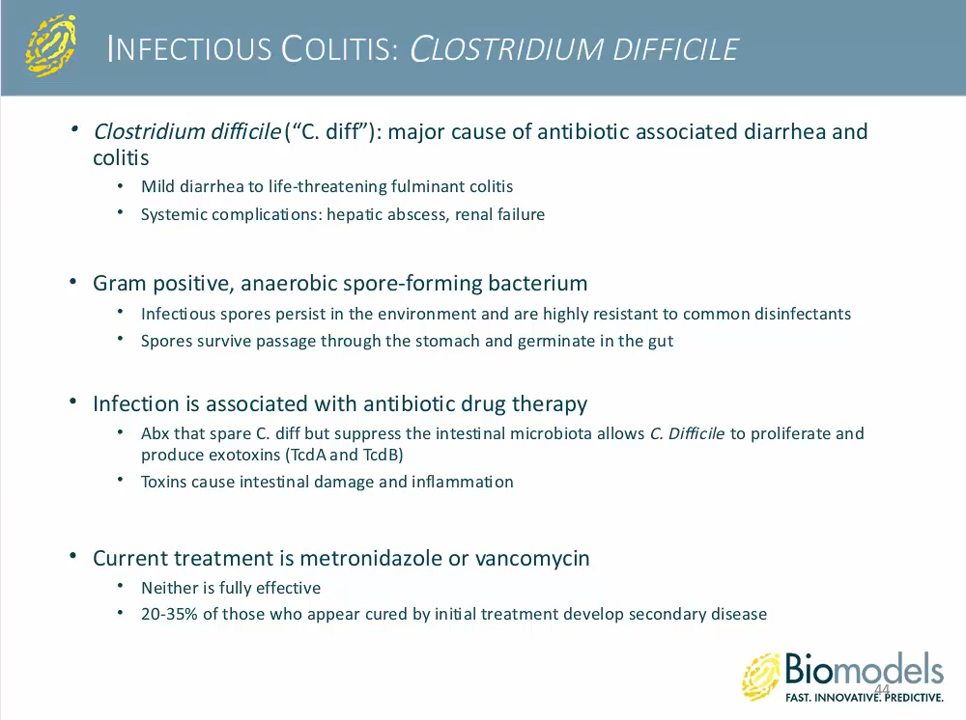 INFECTIOUS COLITIS: CLOSTRIDIUM DIFFICILE
• Clostridium difficile (“C. diff”): major cause of antibiotic associated diarrhea and
colitis
• Mild diarrhea to life-threatening fulminant colitis
• Systemic complications: hepatic abscess, renal failure
• Gram positive, anaerobic spore-forming bacterium
• Infectious spores persist in the environment and are highly resistant to common disinfectants
• Spores survive passage through the stomach and germinate in the gut
• Infection is associated with antibiotic drug therapy
• Abx that spare C. diff but suppress the intestinal microbiota allows C. Difficile to proliferate and
produce exotoxins (TcdA and TcdB)
• Toxins cause intestinal damage and inflammation
• Current treatment is metronidazole or vancomycin
• Neither is fully effective
• 20-35% of those who appear cured by initial treatment develop secondary disease
Biomodels
44
FAST. INNOVATIVE. PREDICTIVE.